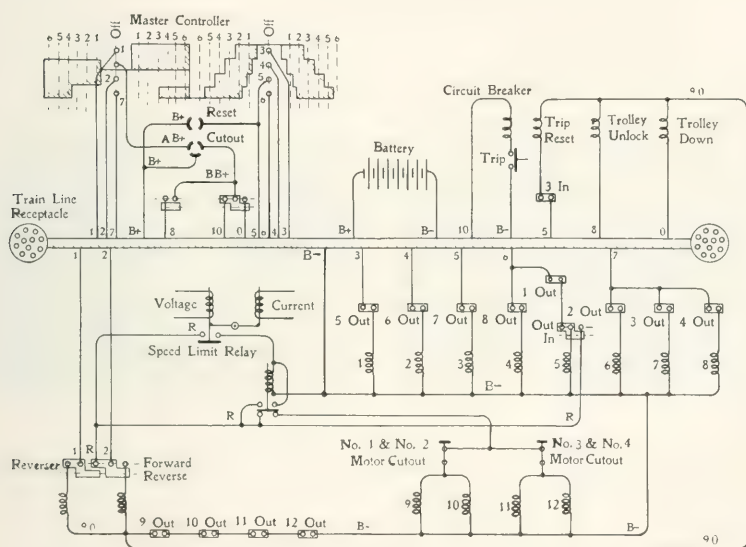 Master Controller
Off
Off
6 5 4 3 2 1
1 2 3 4 5 6
6 5 4 3 2 1
1 2 3 4 5 6
1
2
7
3
4
5
6
B+
Reset
A B+
Cutout
B+
BB+
Battery
Circuit Breaker
Trip
Trip
Reset
Trolley
Unlock
Trolley
Down
90
3 In
Train Line
Receptacle
1 2 7
B+
8
10
0
5 6 4 3
B+
B-
10
B-
5
8
0
1
2
B-
3
4
5
6
7
Voltage
Current
R
Speed Limit Relay
5 Out
6 Out
7 Out
8 Out
1 Out
2 Out
3 Out
4 Out
Out
In
1
2
3
4
5
6
7
8
B-
R
R
No. 1 & No. 2
Motor Cutout
No. 3 & No. 4
Motor Cutout
Reverser
1
R
2
Forward
Reverse
9
10
11
12
90
9 Out
10 Out
11 Out
12 Out
B-
B-
90